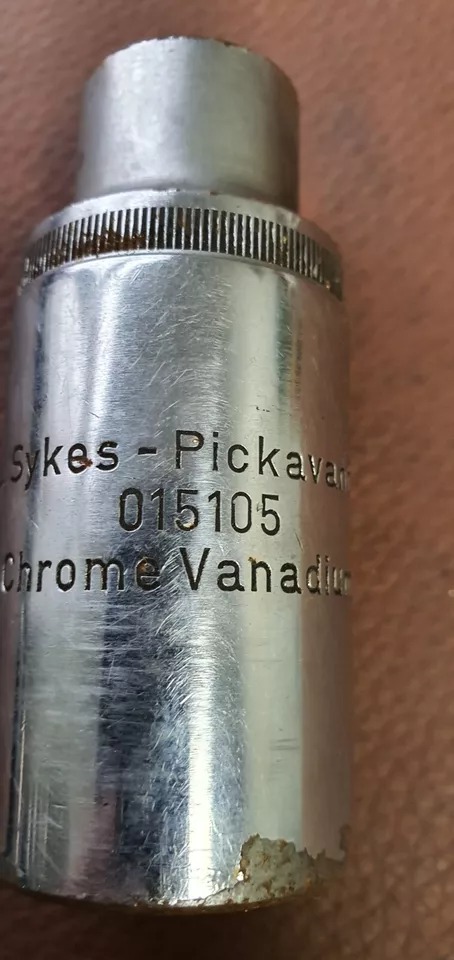 Sykes - Pickavan
015105
Chrome Vanadiu